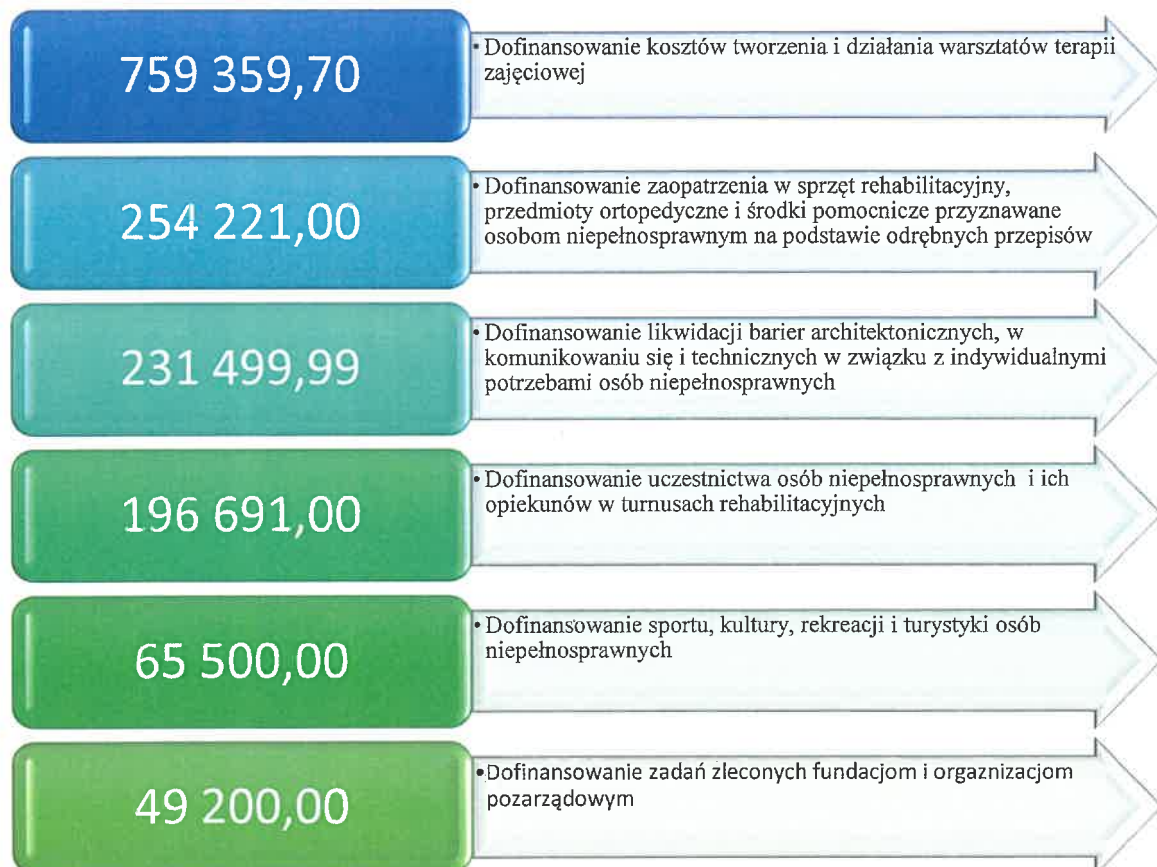 759 359,70
• Dofinansowanie kosztów tworzenia i działania warsztatów terapii
zajęciowej
254 221,00
• Dofinansowanie zaopatrzenia w sprzęt rehabilitacyjny,
przedmioty ortopedyczne i środki pomocnicze przyznawane
osobom niepełnosprawnym na podstawie odrębnych przepisów
231 499,99
• Dofinansowanie likwidacji barier architektonicznych, w
komunikowaniu się i technicznych w związku z indywidualnymi
potrzebami osób niepełnosprawnych
196 691,00
• Dofinansowanie uczestnictwa osób niepełnosprawnych i ich
opiekunów w turnusach rehabilitacyjnych
65 500,00
• Dofinansowanie sportu, kultury, rekreacji i turystyki osób
niepełnosprawnych
49 200,00
• Dofinansowanie zadań zleconych fundacjom i orgaznizacjom
pozarządowym